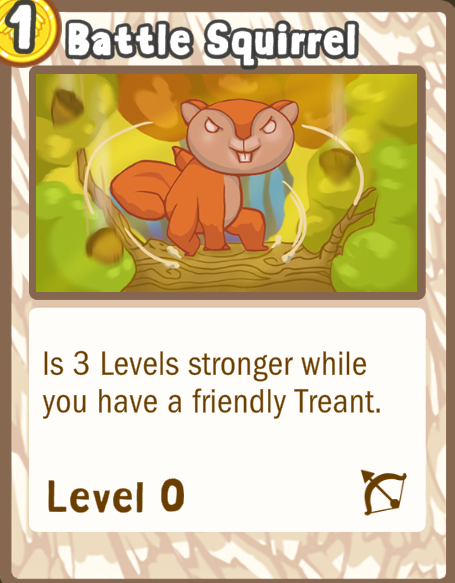 1
Battle Squirrel
Is 3 Levels stronger while
you have a friendly Treant.
Level 0